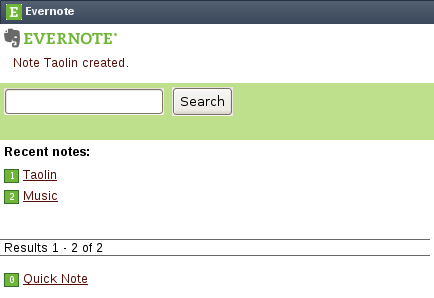 E Evernote
EVERNOTE®
Note Taolin created.
Search
Recent notes:
1 Taolin
2 Music
Results 1 - 2 of 2
0 Quick Note